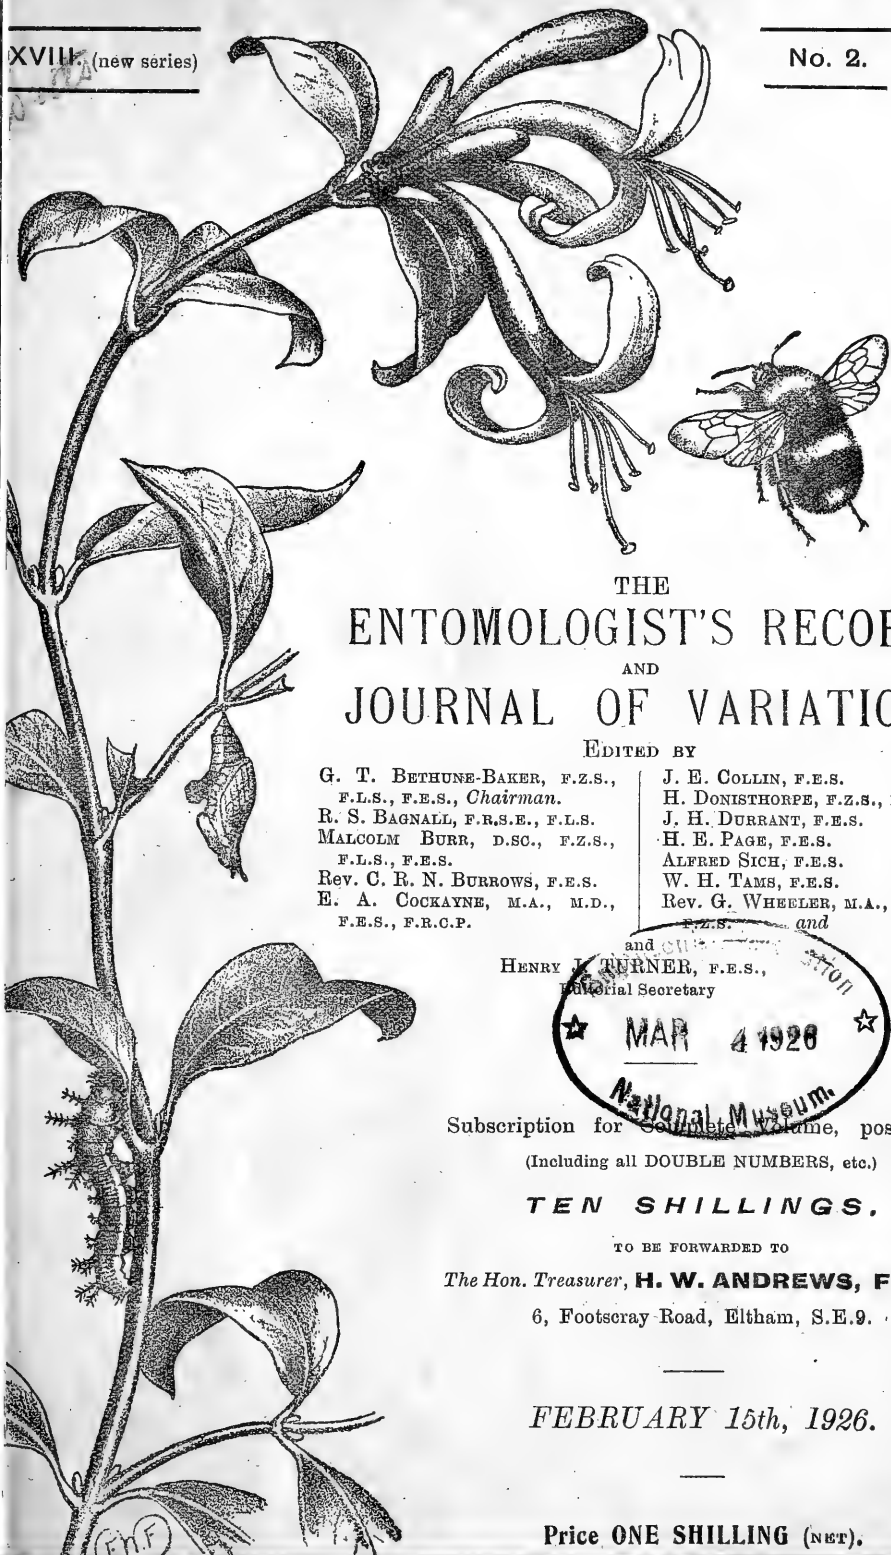 XVIII. (new series)
No. 2.
THE
ENTOMOLOGIST'S RECO
AND
JOURNAL OF VARIATIO
EDITED BY
G. T. BETHUNE-BAKER, F.Z.S.,
F.L.S., F.E.S., Chairman.
R. S. BAGNALL, F.R.S.E., F.L.S.
MALCOLM BURR, D.SC., F.Z.S.,
F.L.S., F.E.S.
REV. C. R. N. BURROWS, F.E.S.
E. A. COCKAYNE, M.A., M.D.,
F.E.S., F.R.C.P.
J. E. COLLIN, F.E.S.
H. DONISTHORPE, F.Z.S.,
J. H. DURRANT, F.E.S.
H. E. PAGE, F.E.S.
ALFRED SICH, F.E.S.
W. H. TAMS, F.E.S.
REV. G. WHEELER, M.A.,
F.Z.S. and
and
HENRY J. TURNER, F.E.S.,
Editorial Secretary
MAR 4 1926
National Museum.
Subscription for Complete Volume, pos
(Including all DOUBLE NUMBERS, etc.)
TEN SHILLINGS.
TO BE FORWARDED TO
The Hon. Treasurer, H. W. ANDREWS, F
6, Footscray Road, Eltham, S.E.9.
FEBRUARY 15th, 1926.
Price ONE SHILLING (NET).
F.N.F